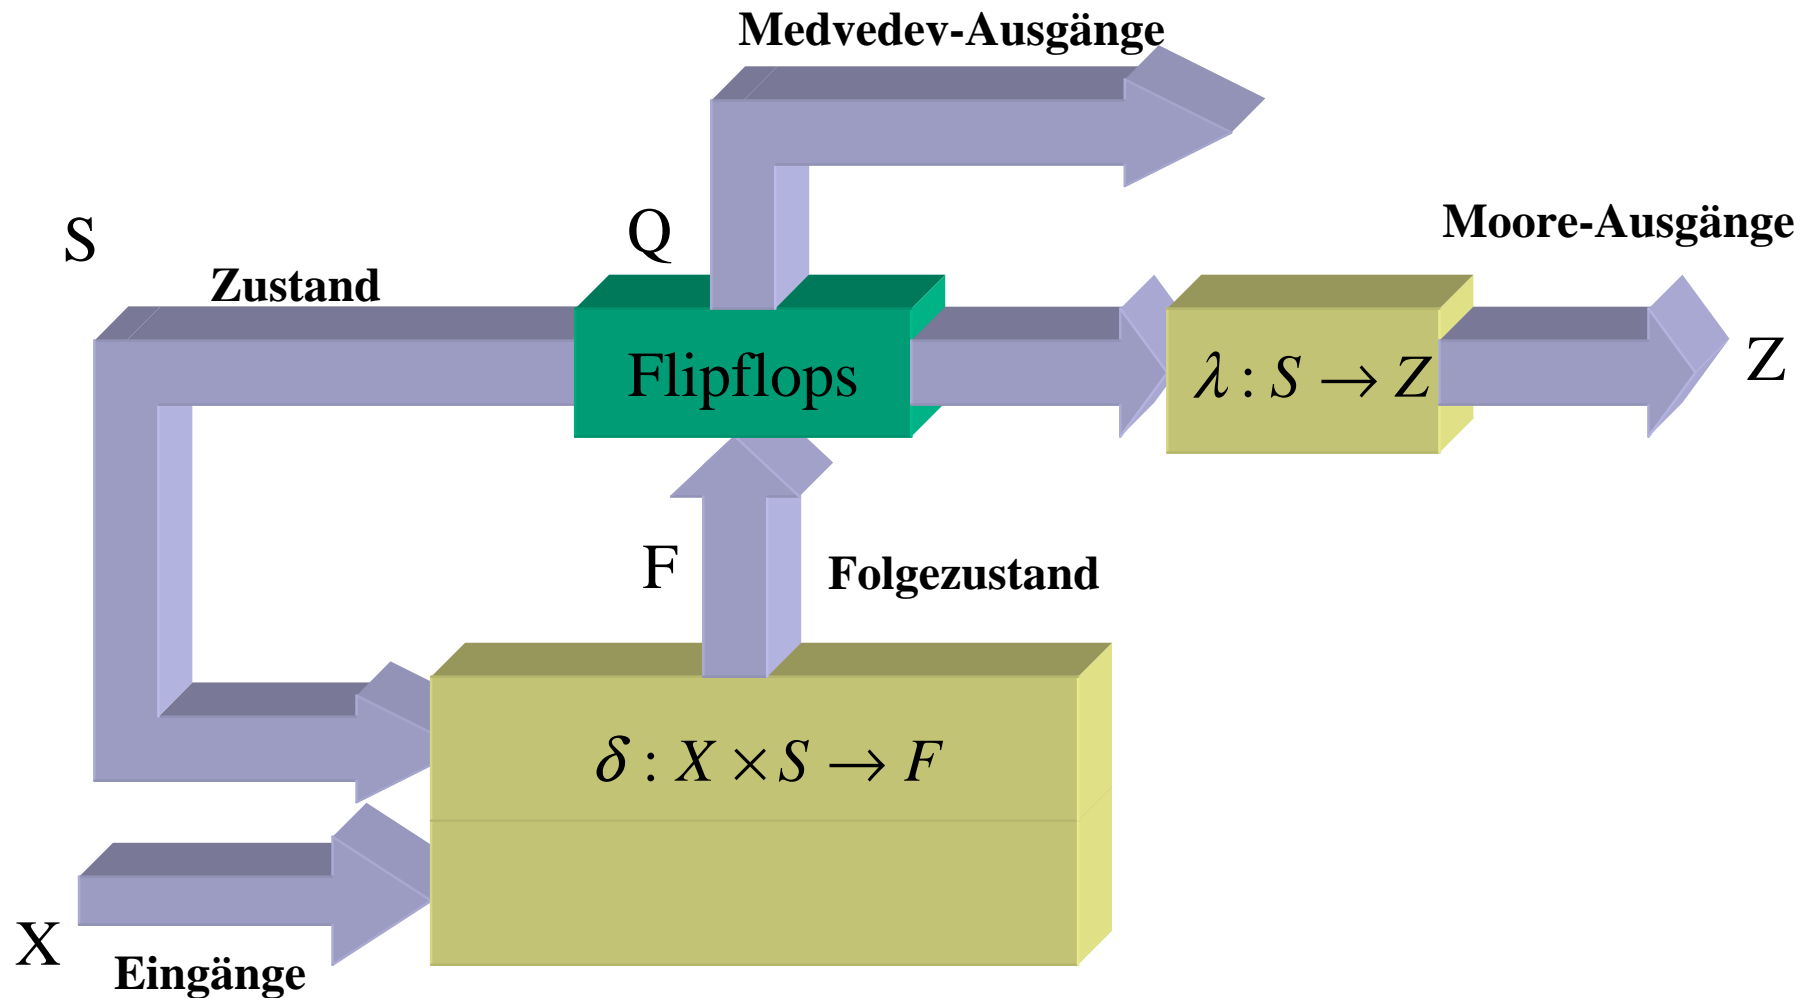 Medvedev-Ausgänge
S
Q
Moore-Ausgänge
Zustand
Flipflops
λ : S → Z
Z
F
Folgezustand
δ : X × S → F
X
Eingänge